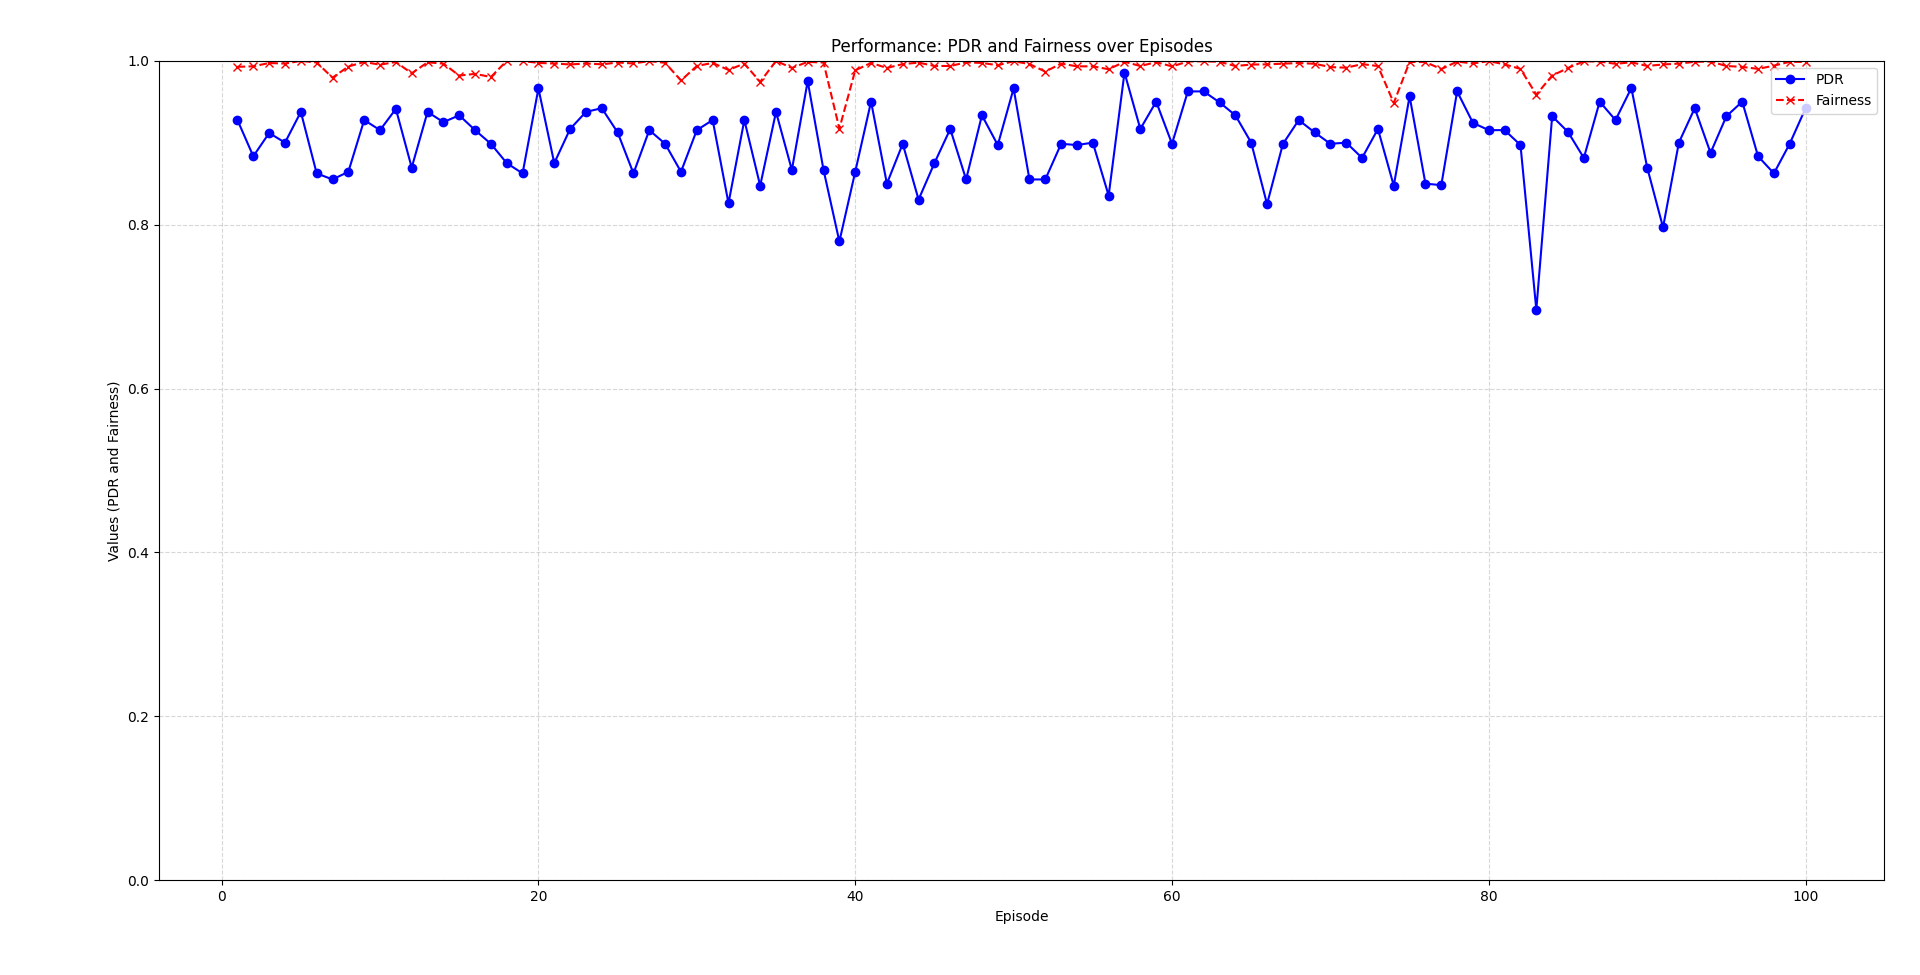 Performance: PDR and Fairness over Episodes
PDR
Fairness
Values (PDR and Fairness)
1.0
0.8
0.6
0.4
0.2
0.0
0 20 40 60 80 100
Episode